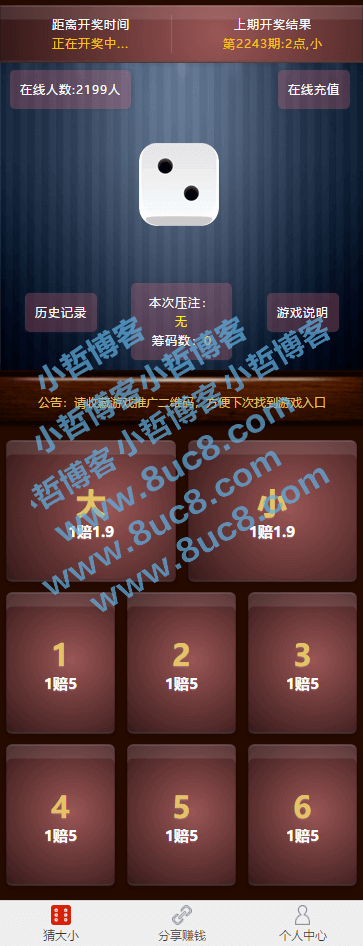 距离开奖时间
正在开奖中...
上期开奖结果
第2243期:2点,小
在线人数:2199人
在线充值
历史记录
本次压注:
无
筹码数: 0
游戏说明
公告: 请收藏游戏推广二维码，方便下次找到游戏入口
小哲博客 小哲博客
小哲博客 小哲博客 小哲博客
小哲博客 www.8uc8.com
www.8uc8.com
www.8uc8.com
大
1赔1.9
小
1赔1.9
1
1赔5
2
1赔5
3
1赔5
4
1赔5
5
1赔5
6
1赔5
猜大小
分享赚钱
个人中心